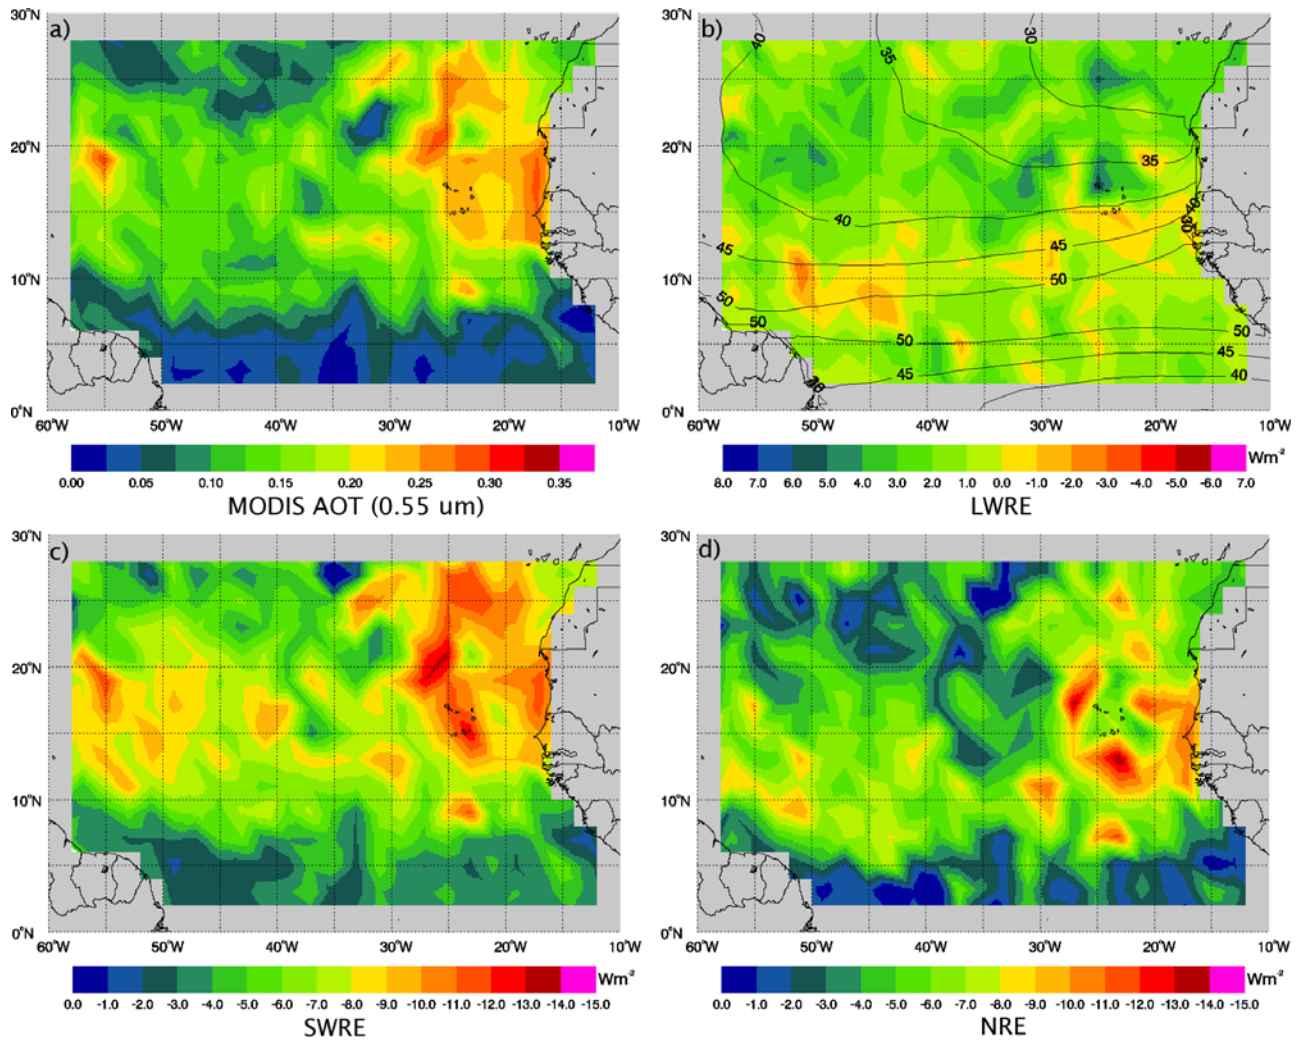 a)
30°N
20°N
10°N
0°N
60°W 50°W 40°W 30°W 20°W 10°W
0.00 0.05 0.10 0.15 0.20 0.25 0.30 0.35
MODIS AOT (0.55 um)
b)
30°N
20°N
10°N
0°N
40 35 30
35
40 40
30
45 45
50 50
50 50 50
45 45
40 40
60°W 50°W 40°W 30°W 20°W 10°W
Wm-2
8.0 7.0 6.0 5.0 4.0 3.0 2.0 1.0 0.0 -1.0 -2.0 -3.0 -4.0 -5.0 -6.0 7.0
LWRE
c)
30°N
20°N
10°N
0°N
60°W 50°W 40°W 30°W 20°W 10°W
Wm-2
0.0 -1.0 -2.0 -3.0 -4.0 -5.0 -6.0 -7.0 -8.0 -9.0 -10.0 -11.0 -12.0 -13.0 -14.0 -15.0
SWRE
d)
30°N
20°N
10°N
0°N
60°W 50°W 40°W 30°W 20°W 10°W
Wm-2
0.0 -1.0 -2.0 -3.0 -4.0 -5.0 -6.0 -7.0 -8.0 -9.0 -10.0 -11.0 -12.0 -13.0 -14.0 -15.0
NRE